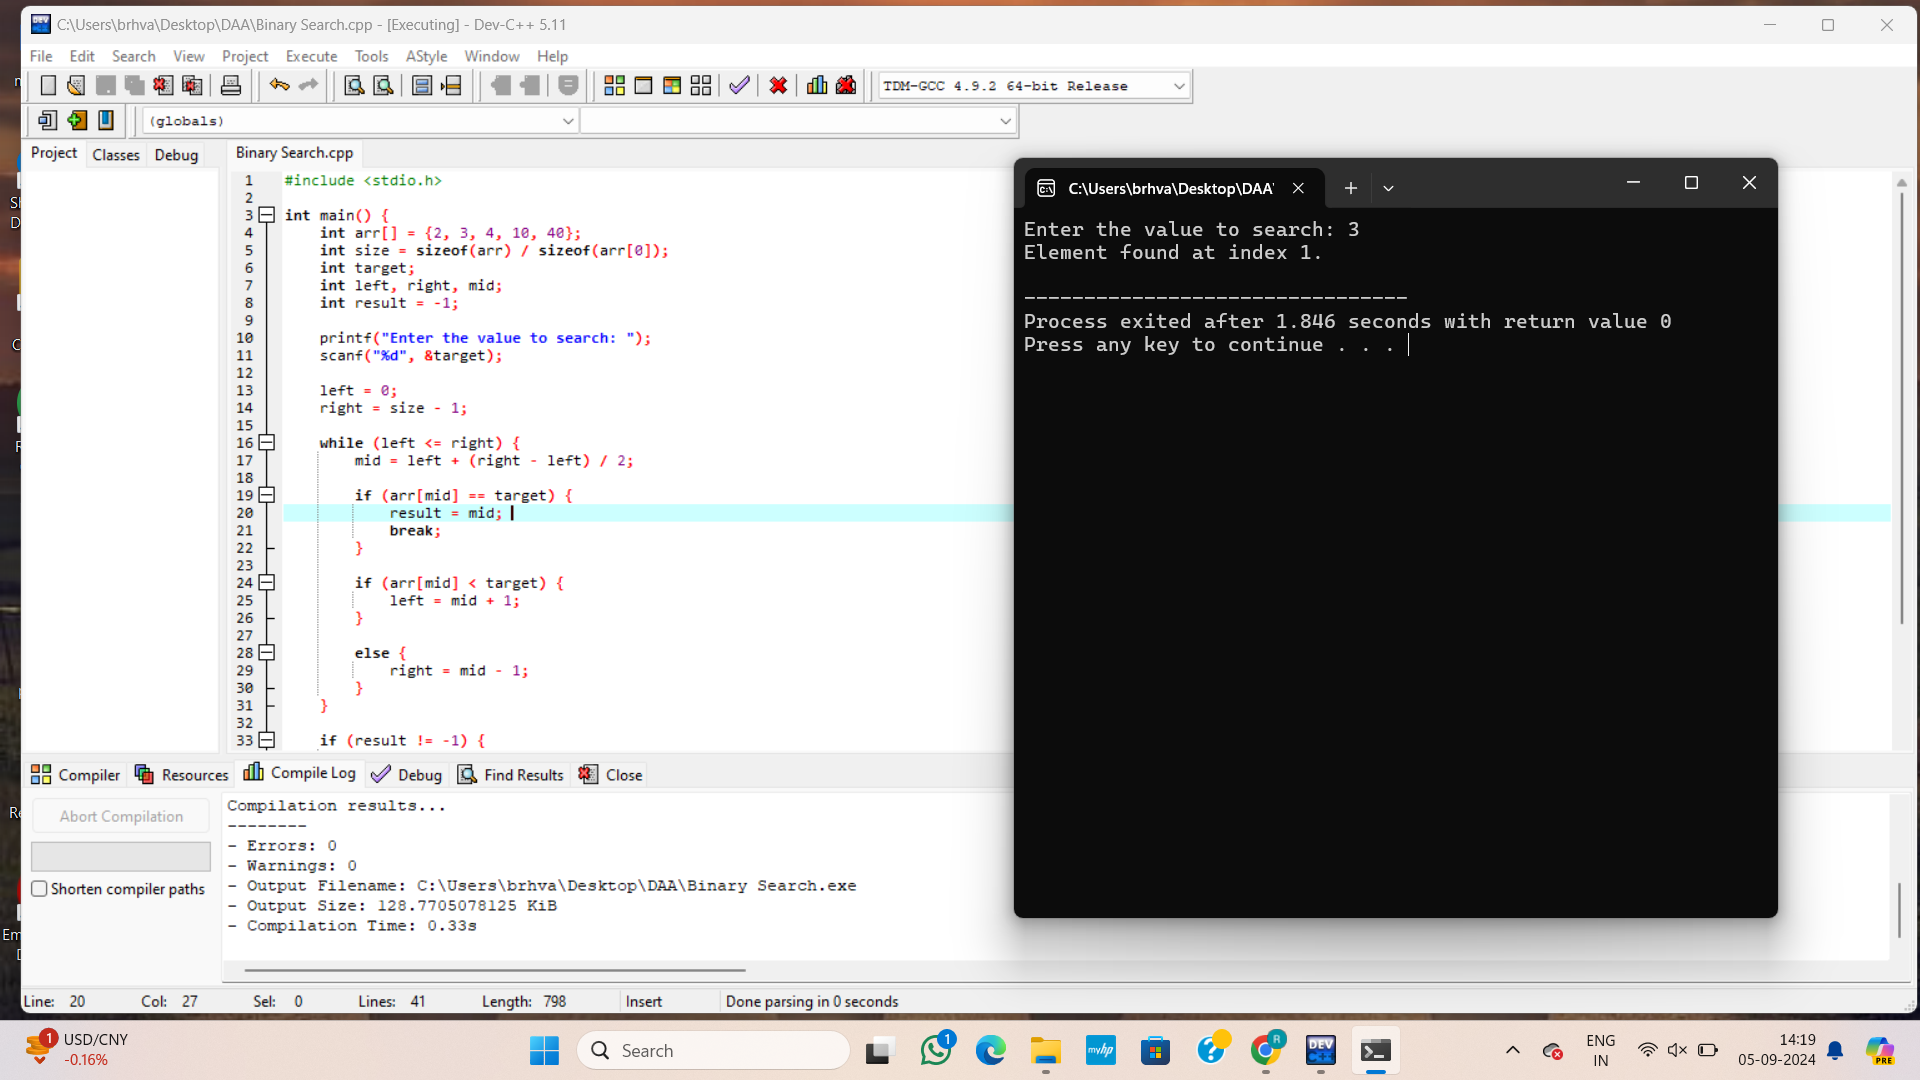 C:\Users\brhva\Desktop\DAA\Binary Search.cpp - [Executing] - Dev-C++ 5.11
File Edit Search View Project Execute Tools AStyle Window Help
TDM-GCC 4.9.2 64-bit Release
(globals)
Project Classes Debug
Binary Search.cpp
1 #include <stdio.h>
2
3 int main() {
4 int arr[] = {2, 3, 4, 10, 40};
5 int size = sizeof(arr) / sizeof(arr[0]);
6 int target;
7 int left, right, mid;
8 int result = -1;
9
10 printf("Enter the value to search: ");
11 scanf("%d", &target);
12
13 left = 0;
14 right = size - 1;
15
16 while (left <= right) {
17 mid = left + (right - left) / 2;
18
19 if (arr[mid] == target) {
20 result = mid;
21 break;
22 }
23
24 if (arr[mid] < target) {
25 left = mid + 1;
26 }
27
28 else {
29 right = mid - 1;
30 }
31 }
32
33 if (result != -1) {
C:\Users\brhva\Desktop\DAA\
Enter the value to search: 3
Element found at index 1.
--------------------------------
Process exited after 1.846 seconds with return value 0
Press any key to continue . . .
Compiler Resources Compile Log Debug Find Results Close
Abort Compilation
Shorten compiler paths
Compilation results...
--------
- Errors: 0
- Warnings: 0
- Output Filename: C:\Users\brhva\Desktop\DAA\Binary Search.exe
- Output Size: 128.7705078125 KiB
- Compilation Time: 0.33s
Line: 20 Col: 27 Sel: 0 Lines: 41 Length: 798 Insert Done parsing in 0 seconds
1 USD/CNY
-0.16%
Search
1
myhp
R
DEV
ENG
IN
14:19
05-09-2024
PRE